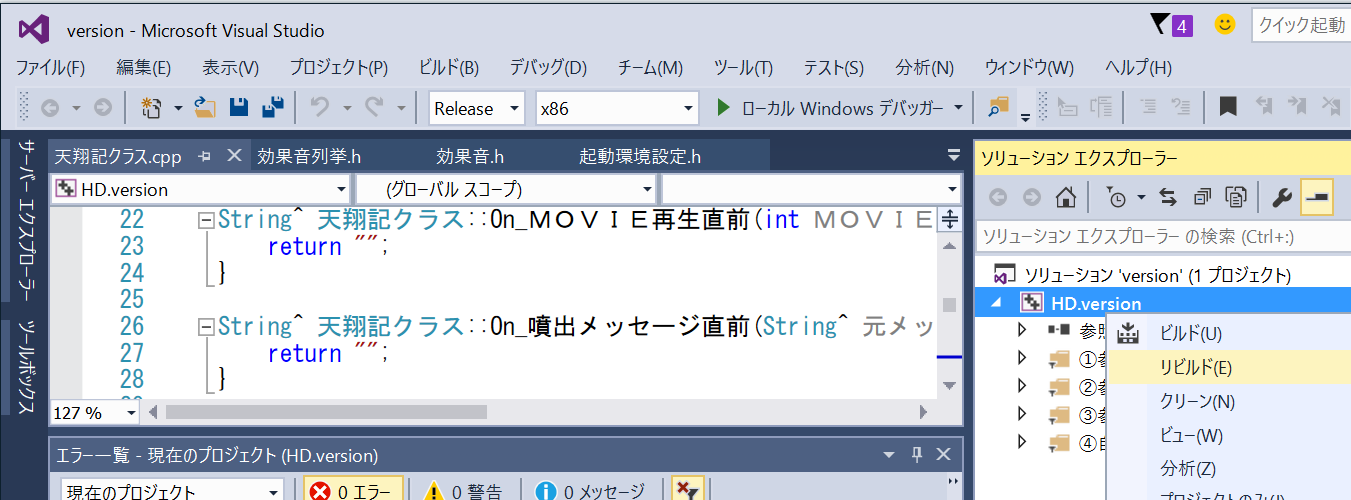 version - Microsoft Visual Studio
4
クイック起動
ファイル(F) 編集(E) 表示(V) プロジェクト(P) ビルド(B) デバッグ(D) チーム(M) ツール(T) テスト(S) 分析(N) ウィンドウ(W) ヘルプ(H)
Release x86 ローカル Windows デバッガー
サーバー エクスプローラー
ツールボックス
天翔記クラス.cpp 効果音列挙.h 効果音.h 起動環境設定.h
HD.version (グローバル スコープ)
22 String^ 天翔記クラス::On_ＭＯＶＩＥ再生直前(int ＭＯＶＩＥ
23 return "";
24 }
25
26 String^ 天翔記クラス::On_噴出メッセージ直前(String^ 元メッ
27 return "";
28 }
127 %
エラー一覧 - 現在のプロジェクト (HD.version)
現在のプロジェクト 0 エラー 0 警告 0 メッセージ
ソリューション エクスプローラー
ソリューション エクスプローラー の検索 (Ctrl+:)
ソリューション 'version' (1 プロジェクト)
HD.version
参照
①参
②参
③参
④自
ビルド(U)
リビルド(E)
クリーン(N)
ビュー(W)
分析(Z)